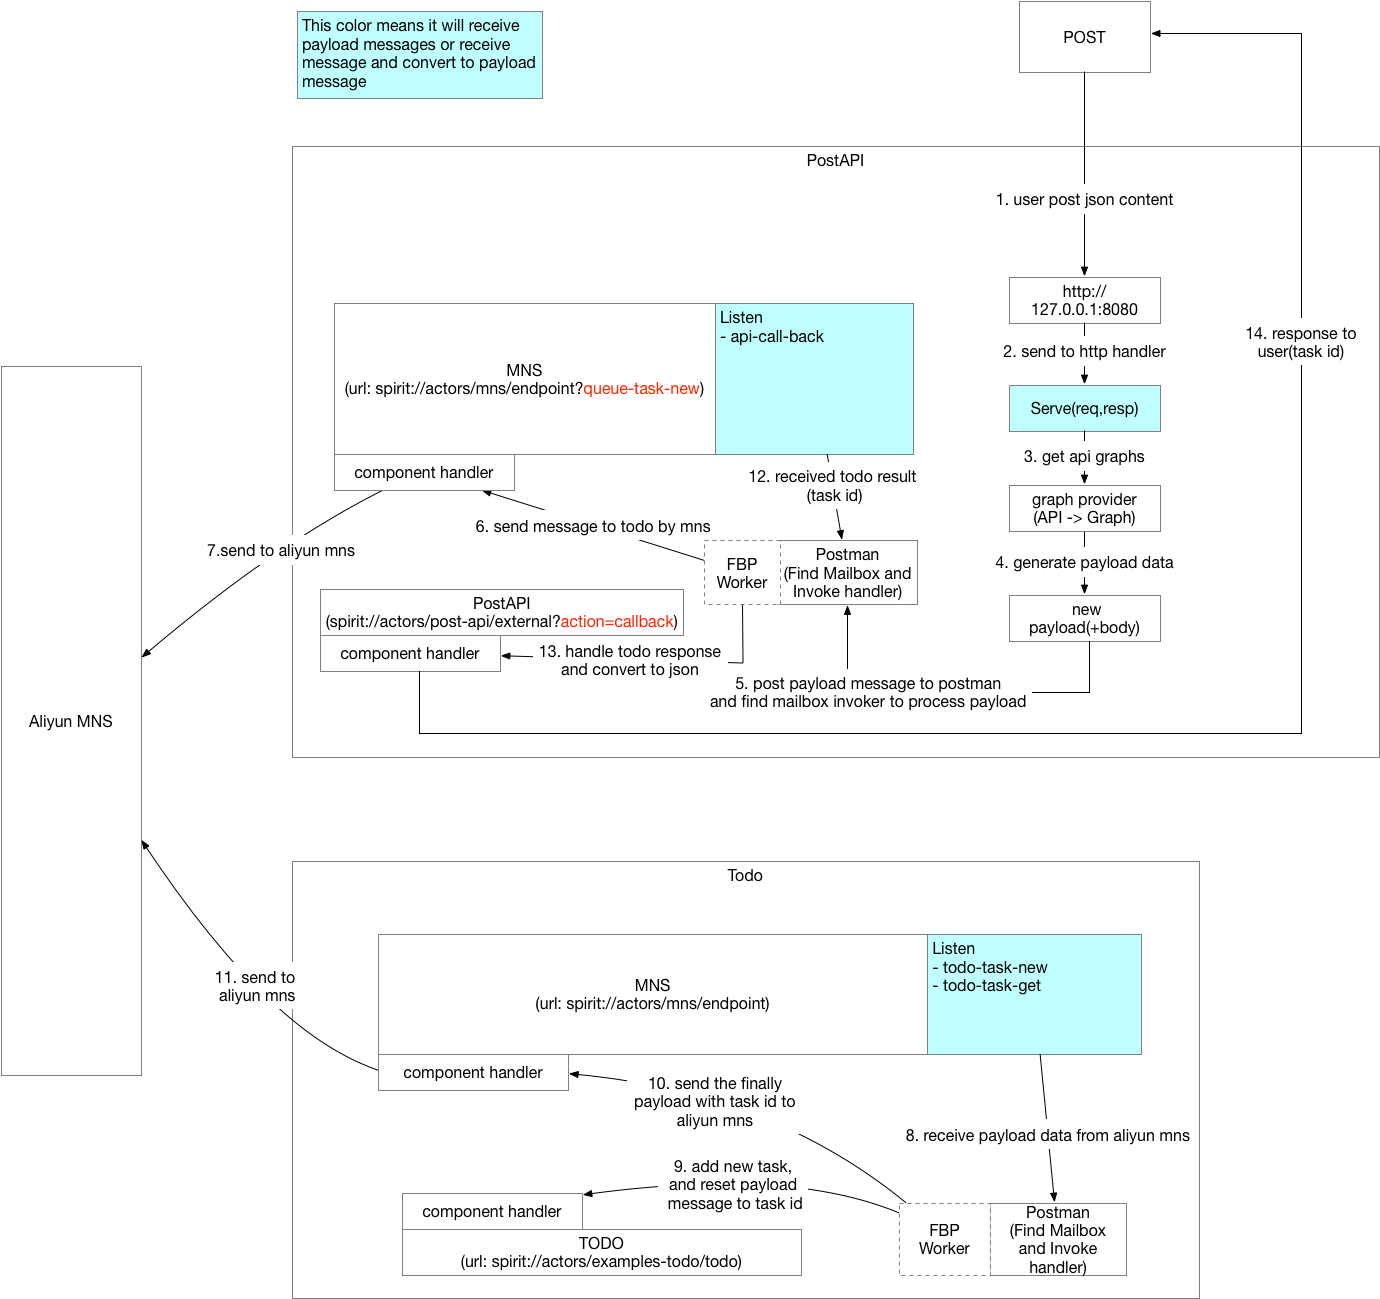 This color means it will receive
payload messages or receive
message and convert to payload
message
POST
PostAPI
1. user post json content
http://
127.0.0.1:8080
2. send to http handler
Serve(req,resp)
3. get api graphs
graph provider
(API -> Graph)
4. generate payload data
new
payload(+body)
14. response to
user(task id)
MNS
(url: spirit://actors/mns/endpoint?queue-task-new)
Listen
- api-call-back
component handler
12. received todo result
(task id)
6. send message to todo by mns
7.send to aliyun mns
FBP
Worker
Postman
(Find Mailbox and
Invoke handler)
PostAPI
(spirit://actors/post-api/external?action=callback)
component handler
13. handle todo response
and convert to json
5. post payload message to postman
and find mailbox invoker to process payload
Aliyun MNS
Todo
MNS
(url: spirit://actors/mns/endpoint)
Listen
- todo-task-new
- todo-task-get
11. send to
aliyun mns
component handler
10. send the finally
payload with task id to
aliyun mns
8. receive payload data from aliyun mns
9. add new task,
and reset payload
message to task id
component handler
TODO
(url: spirit://actors/examples-todo/todo)
FBP
Worker
Postman
(Find Mailbox
and Invoke
handler)